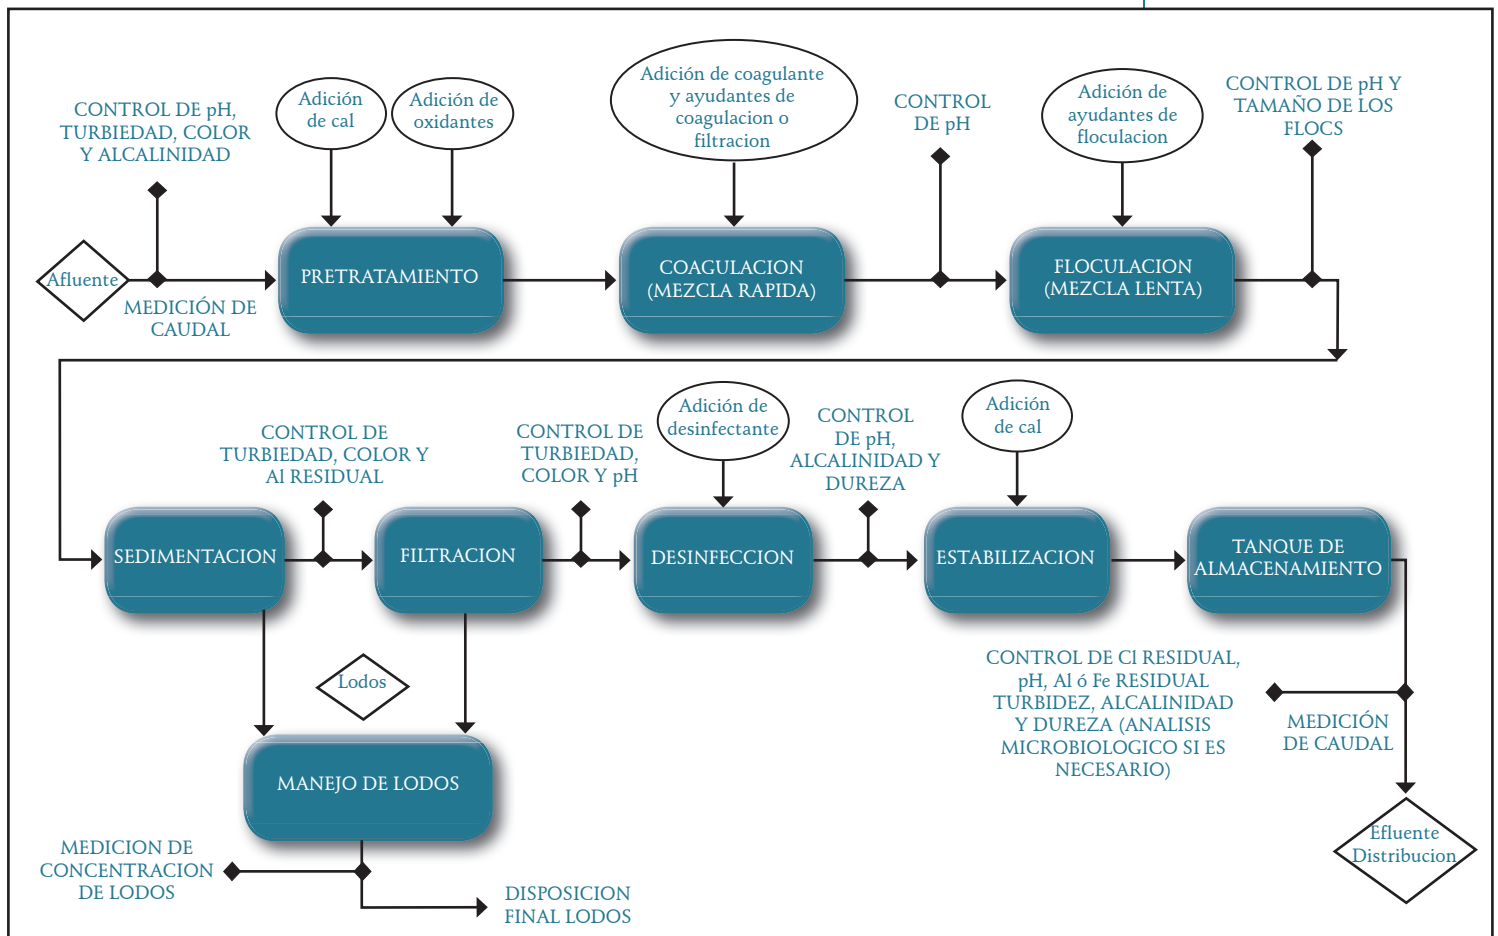 CONTROL DE pH,
TURBIEDAD, COLOR
Y ALCALINIDAD
Adición
de cal
Adición de
oxidantes
Adición de coagulante
y ayudantes de
coagulacion o
filtracion
CONTROL
DE pH
Adición de
ayudantes de
floculacion
CONTROL DE pH Y
TAMAÑO DE LOS
FLOCS
Afluente
MEDICIÓN DE
CAUDAL
PRETRATAMIENTO
COAGULACION
(MEZCLA RAPIDA)
FLOCULACION
(MEZCLA LENTA)
CONTROL DE
TURBIEDAD, COLOR Y
Al RESIDUAL
CONTROL DE
TURBIEDAD,
COLOR Y pH
Adición de
desinfectante
CONTROL
DE pH,
ALCALINIDAD Y
DUREZA
Adición
de cal
SEDIMENTACION
FILTRACION
DESINFECCION
ESTABILIZACION
TANQUE DE
ALMACENAMIENTO
Lodos
CONTROL DE Cl RESIDUAL,
pH, Al ó Fe RESIDUAL
TURBIDEZ, ALCALINIDAD
Y DUREZA (ANALISIS
MICROBIOLOGICO SI ES
NECESARIO)
MEDICIÓN
DE CAUDAL
MANEJO DE LODOS
Efluente
Distribucion
MEDICION DE
CONCENTRACION
DE LODOS
DISPOSICION
FINAL LODOS